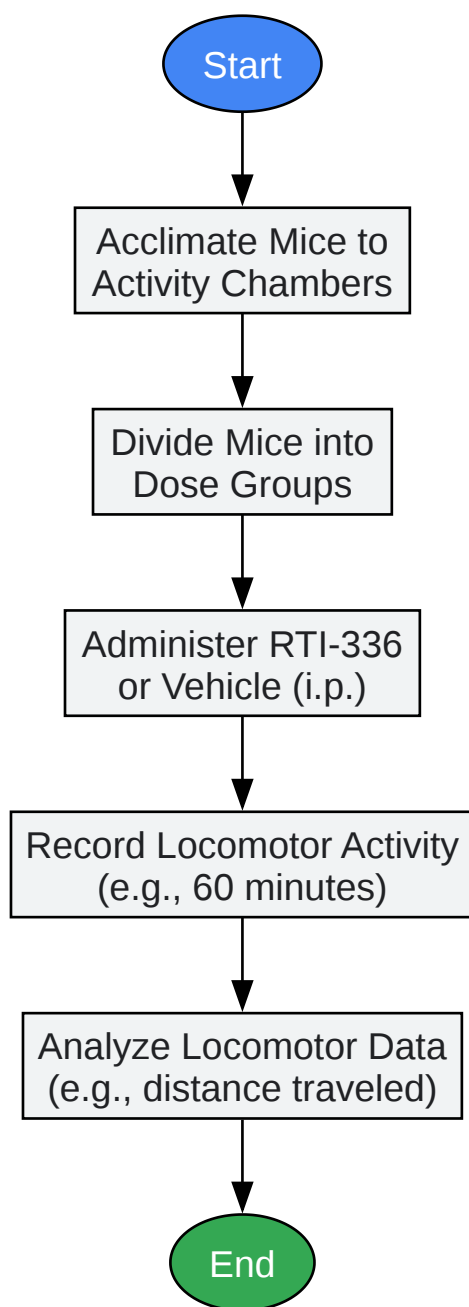 Start
Acclimate Mice to
Activity Chambers
Divide Mice into
Dose Groups
Administer RTI-336
or Vehicle (i.p.)
Record Locomotor Activity
(e.g., 60 minutes)
Analyze Locomotor Data
(e.g., distance traveled)
End